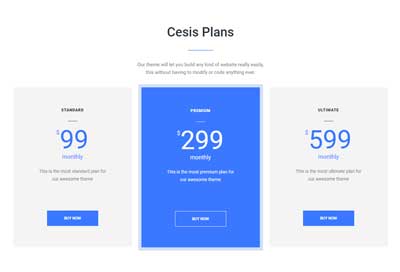 Cesis Plans
Our theme will let you build any kind of website really easily,
this without having to modify or code anything ever.
STANDARD
$99
monthly
This is the most standard plan for
our awesome theme
BUY NOW
PREMIUM
$299
monthly
This is the most premium plan for
our awesome theme
BUY NOW
ULTIMATE
$599
monthly
This is the most ultimate plan for
our awesome theme
BUY NOW